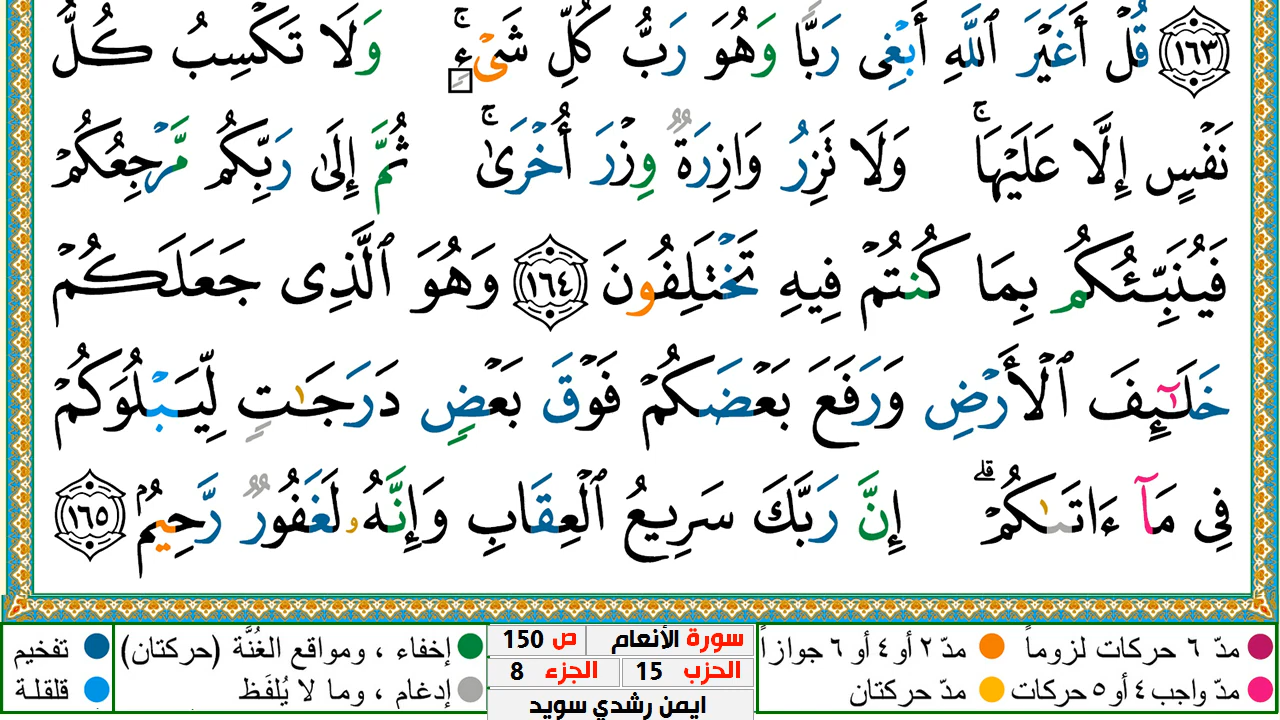 ١٦٣ قُلۡ أَغَيۡرَ ٱللَّهِ أَبۡغِى رَبًّا وَهُوَ رَبُّ كُلِّ شَىۡءٍۚ وَلَا تَكۡسِبُ كُلُّ
نَفۡسٍ إِلَّا عَلَيۡهَاۚ وَلَا تَزِرُ وَازِرَةٌ وِزۡرَ أُخۡرَىٰۚ ثُمَّ إِلَىٰ رَبِّكُم مَّرۡجِعُكُمۡ
فَيُنَبِّئُكُم بِمَا كُنتُمۡ فِيهِ تَخۡتَلِفُونَ ١٦٤ وَهُوَ ٱلَّذِى جَعَلَكُمۡ
خَلَـٰٓئِفَ ٱلۡأَرۡضِ وَرَفَعَ بَعۡضَكُمۡ فَوۡقَ بَعۡضٍ دَرَجَـٰتٍ لِّيَبۡلُوَكُمۡ
فِى مَآ ءَاتَىٰكُمۡۗ إِنَّ رَبَّكَ سَرِيعُ ٱلۡعِقَابِ وَإِنَّهُۥ لَغَفُورٌ رَّحِيمُۢ ١٦٥
مدّ ٦ حركات لزوماً مدّ ٢ أو ٤ أو ٦ جوازاً سورة الأنعام ص 150 إخفاء ، ومواقع الغُنَّة (حركتان) تفخيم
مدّ واجب ٤ أو ٥ حركات مدّ حركتان الحزب 15 الجزء 8 إدغام ، وما لا يُلفَظ قلقلة
ايمن رشدي سويد